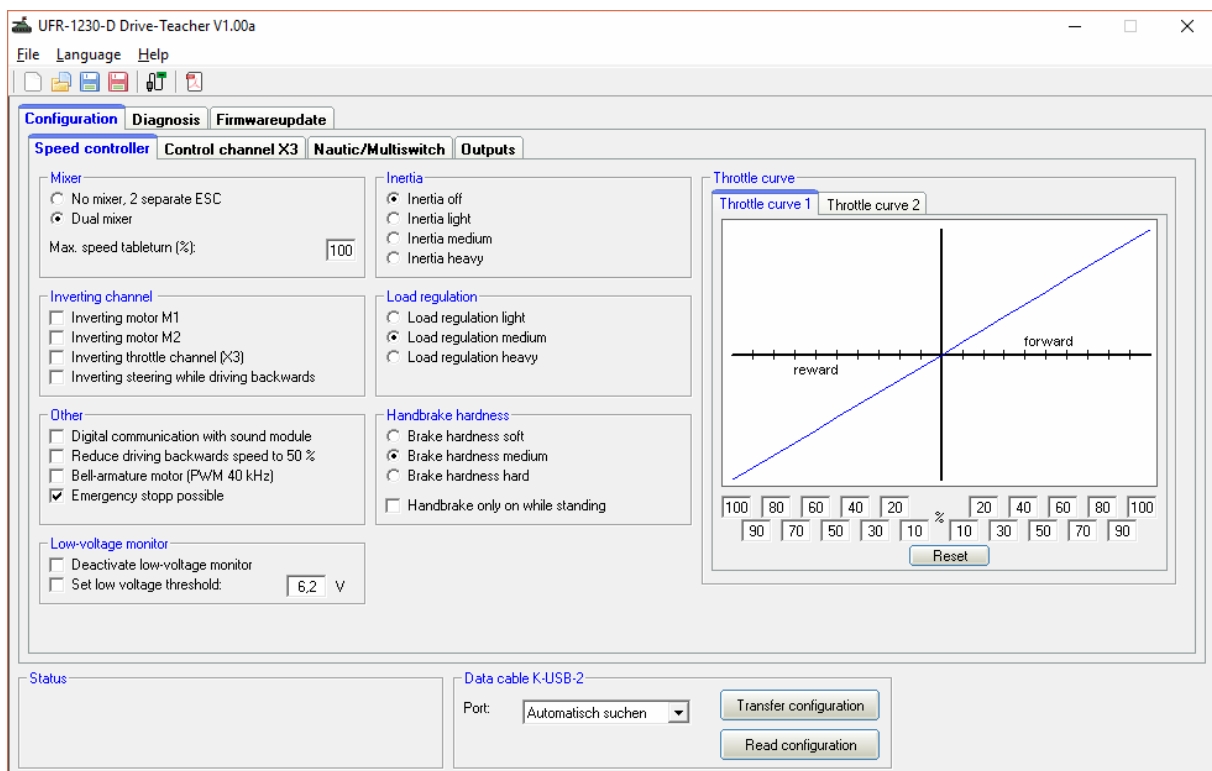 UFR-1230-D Drive-Teacher V1.00a
File Language Help
Configuration Diagnosis Firmwareupdate
Speed controller Control channel X3 Nautic/Multiswitch Outputs
Mixer
No mixer, 2 separate ESC
Dual mixer
Max. speed tableturn (%): 100
Inverting channel
Inverting motor M1
Inverting motor M2
Inverting throttle channel (X3)
Inverting steering while driving backwards
Other
Digital communication with sound module
Reduce driving backwards speed to 50 %
Bell-armature motor (PWM 40 kHz)
Emergency stopp possible
Low-voltage monitor
Deactivate low-voltage monitor
Set low voltage threshold: 6,2 V
Inertia
Inertia off
Inertia light
Inertia medium
Inertia heavy
Load regulation
Load regulation light
Load regulation medium
Load regulation heavy
Handbrake hardness
Brake hardness soft
Brake hardness medium
Brake hardness hard
Handbrake only on while standing
Throttle curve
Throttle curve 1 Throttle curve 2
forward
reward
100 80 60 40 20 % 20 40 60 80 100
90 70 50 30 10 10 30 50 70 90
Reset
Status
Data cable K-USB-2
Port: Automatisch suchen
Transfer configuration
Read configuration